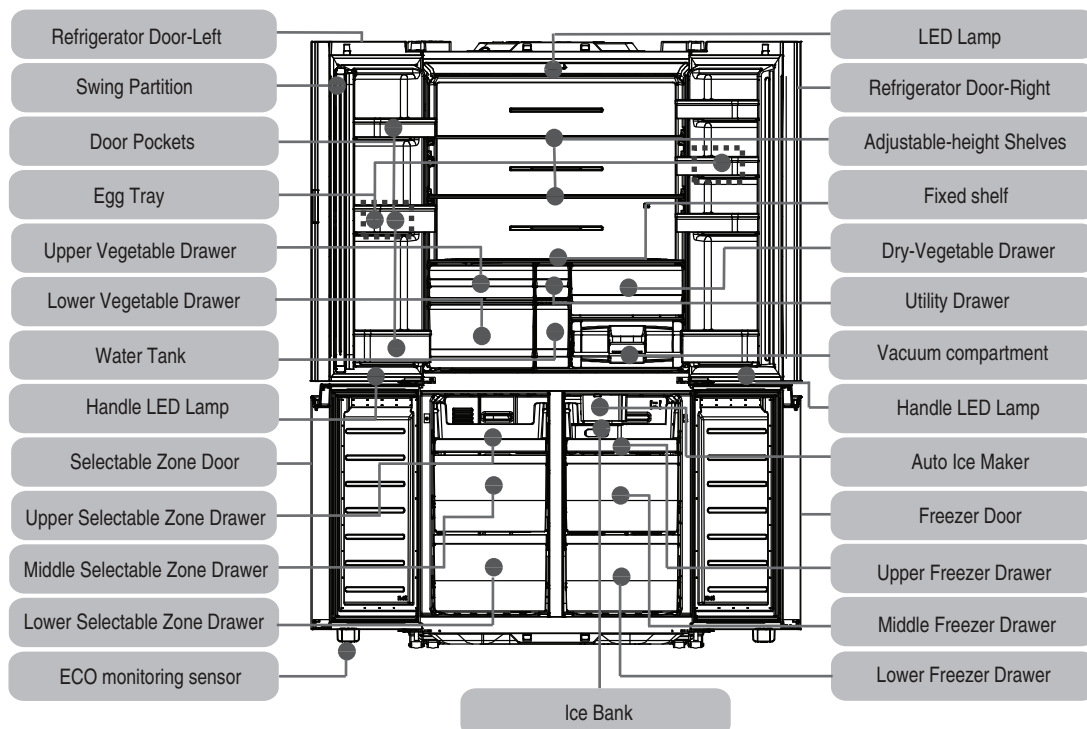 Refrigerator Door-Left
Swing Partition
Door Pockets
Egg Tray
Upper Vegetable Drawer
Lower Vegetable Drawer
Water Tank
Handle LED Lamp
Selectable Zone Door
Upper Selectable Zone Drawer
Middle Selectable Zone Drawer
Lower Selectable Zone Drawer
ECO monitoring sensor
LED Lamp
Refrigerator Door-Right
Adjustable-height Shelves
Fixed shelf
Dry-Vegetable Drawer
Utility Drawer
Vacuum compartment
Handle LED Lamp
Auto Ice Maker
Freezer Door
Upper Freezer Drawer
Middle Freezer Drawer
Lower Freezer Drawer
Ice Bank